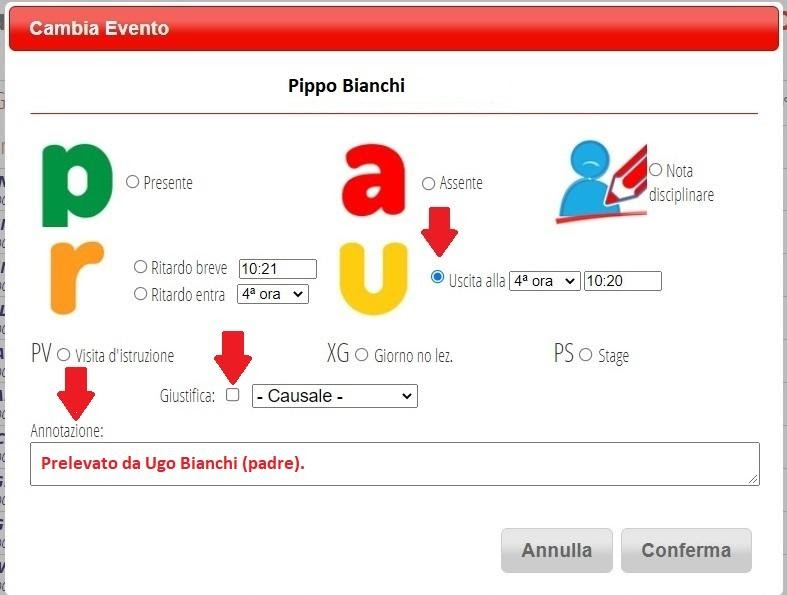 Cambia Evento
Pippo Bianchi
p Presente
a Assente
Nota
disciplinare
r Ritardo breve 10:21
Ritardo entra 4ª ora
u Uscita alla 4ª ora 10:20
PV Visita d'istruzione XG Giorno no lez. PS Stage
Giustifica: - Causale -
Annotazione:
Prelevato da Ugo Bianchi (padre).
Annulla Conferma